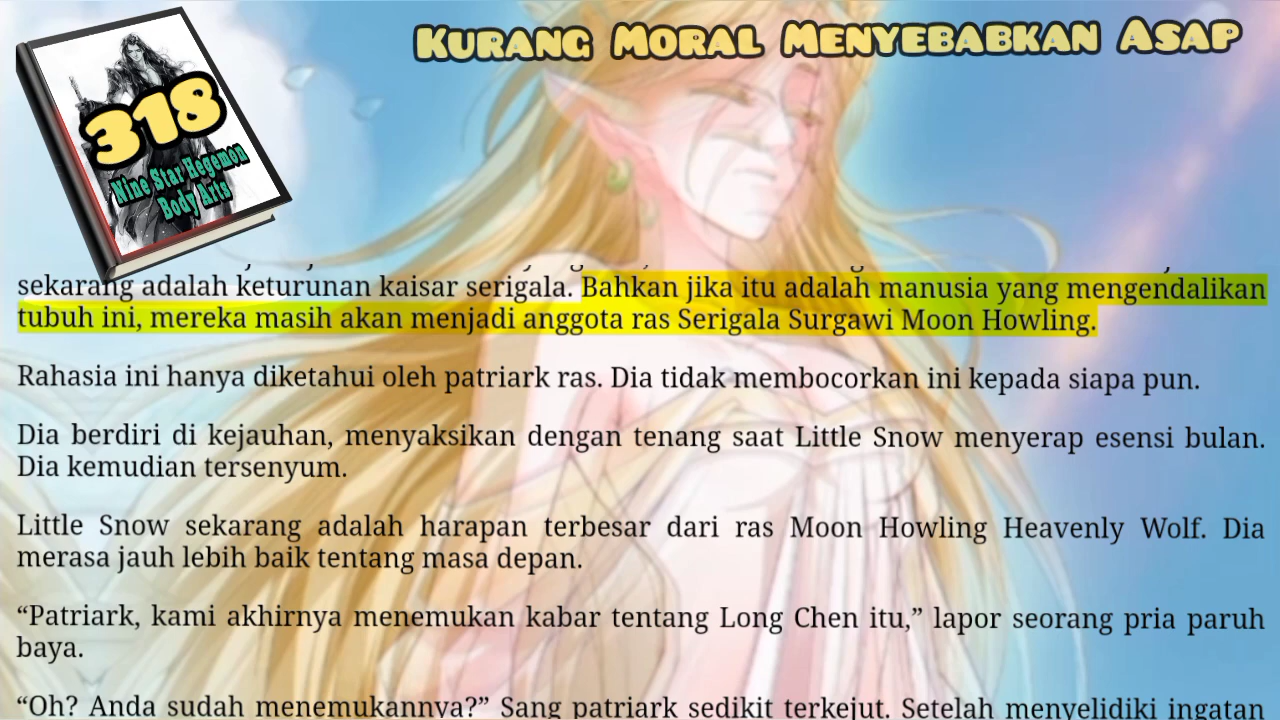 Kurang Moral Menyebabkan Asap
318
Nine Star Hegemon
Body Arts
sekarang adalah keturunan kaisar serigala. Bahkan jika itu adalah manusia yang mengendalikan
tubuh ini, mereka masih akan menjadi anggota ras Serigala Surgawi Moon Howling.
Rahasia ini hanya diketahui oleh patriark ras. Dia tidak membocorkan ini kepada siapa pun.
Dia berdiri di kejauhan, menyaksikan dengan tenang saat Little Snow menyerap esensi bulan.
Dia kemudian tersenyum.
Little Snow sekarang adalah harapan terbesar dari ras Moon Howling Heavenly Wolf. Dia
merasa jauh lebih baik tentang masa depan.
“Patriark, kami akhirnya menemukan kabar tentang Long Chen itu,” lapor seorang pria paruh
baya.
“Oh? Anda sudah menemukannya?” Sang patriark sedikit terkejut. Setelah menyelidiki ingatan